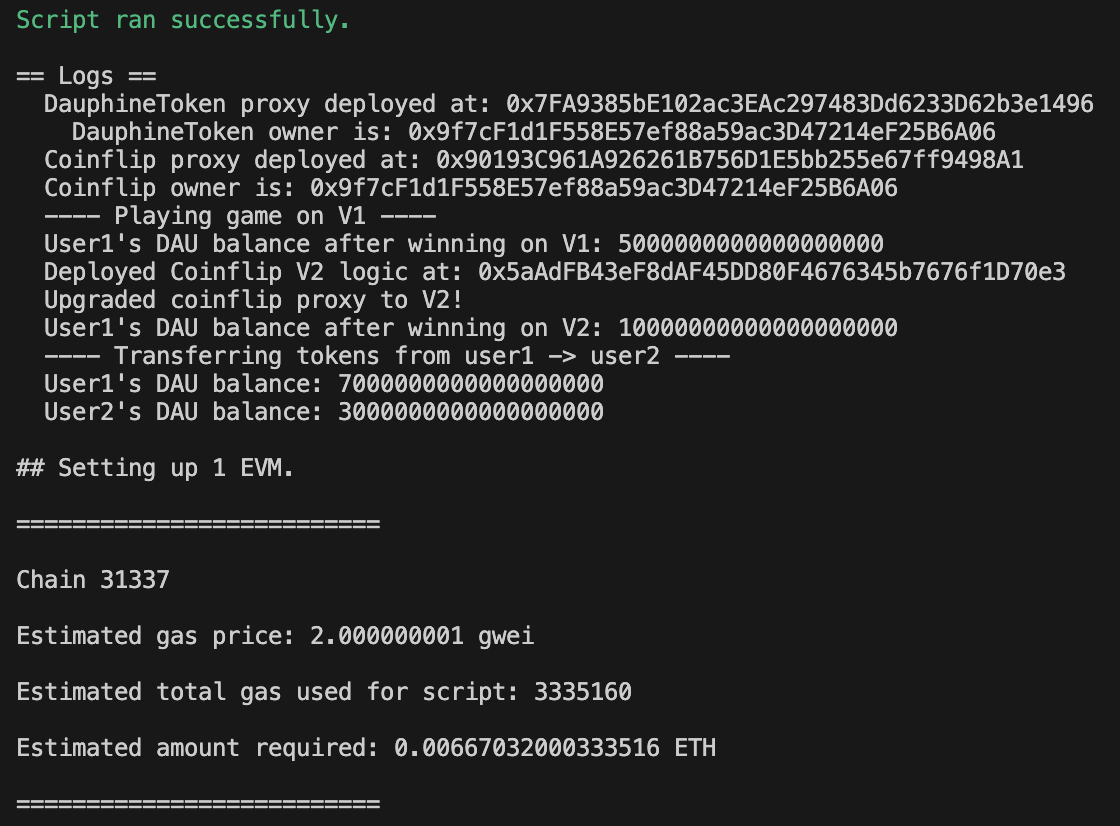 Script ran successfully.
== Logs ==
DauphineToken proxy deployed at: 0x7FA9385bE102ac3EAc297483Dd6233D62b3e1496
DauphineToken owner is: 0x9f7cF1d1F558E57ef88a59ac3D47214eF25B6A06
Coinflip proxy deployed at: 0x90193C961A926261B756D1E5bb255e67ff9498A1
Coinflip owner is: 0x9f7cF1d1F558E57ef88a59ac3D47214eF25B6A06
---- Playing game on V1 ----
User1's DAU balance after winning on V1: 5000000000000000000
Deployed Coinflip V2 logic at: 0x5aAdFB43eF8dAF45DD80F4676345b7676f1D70e3
Upgraded coinflip proxy to V2!
User1's DAU balance after winning on V2: 10000000000000000000
---- Transferring tokens from user1 -> user2 ----
User1's DAU balance: 7000000000000000000
User2's DAU balance: 3000000000000000000
## Setting up 1 EVM.
==========================
Chain 31337
Estimated gas price: 2.000000001 gwei
Estimated total gas used for script: 3335160
Estimated amount required: 0.00667032000333516 ETH
==========================